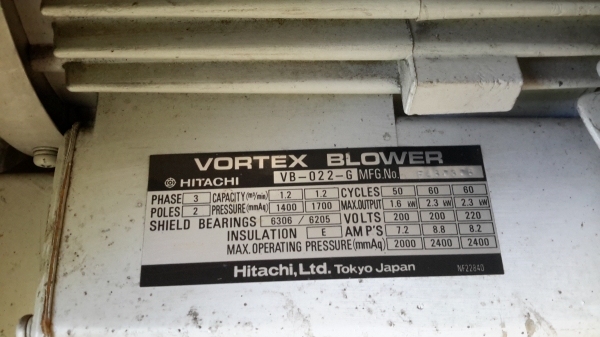 VORTEX BLOWER
HITACHI VB-022-G MFG.No.
PHASE 3 CAPACITY (m³/min) 1.2 1.2 CYCLES 50 60 60
POLES 2 PRESSURE (mmAq) 1400 1700 MAX.OUTPUT 1.6 kW 2.3 kW 2.3 kW
SHIELD BEARINGS 6306 / 6205 VOLTS 200 200 220
INSULATION E AMP'S 7.2 8.8 8.2
MAX. OPERATING PRESSURE (mmAq) 2000 2400 2400
Hitachi, Ltd. Tokyo Japan NF22640